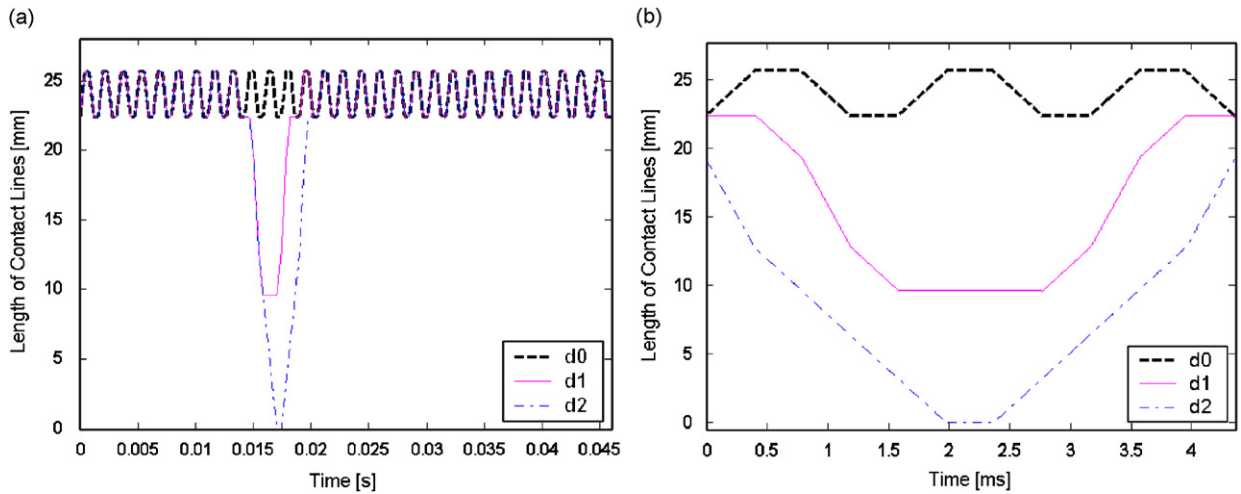 (a)
Length of Contact Lines [mm]
25
20
15
10
5
0
0 0.005 0.01 0.015 0.02 0.025 0.03 0.035 0.04 0.045
Time [s]
d0
d1
d2
(b)
Length of Contact Lines [mm]
25
20
15
10
5
0
0 0.5 1 1.5 2 2.5 3 3.5 4
Time [ms]
d0
d1
d2